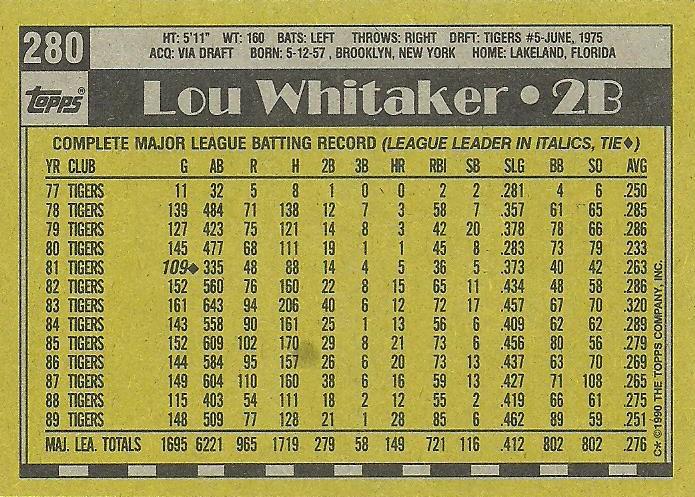 280
HT: 5'11" WT: 160 BATS: LEFT THROWS: RIGHT DRFT: TIGERS #5-JUNE, 1975
ACQ: VIA DRAFT BORN: 5-12-57, BROOKLYN, NEW YORK HOME: LAKELAND, FLORIDA
Topps® Lou Whitaker • 2B
COMPLETE MAJOR LEAGUE BATTING RECORD (LEAGUE LEADER IN ITALICS, TIE♦)
YR CLUB G AB R H 2B 3B HR RBI SB SLG BB SO AVG
77 TIGERS 11 32 5 8 1 0 0 2 2 .281 4 6 .250
78 TIGERS 139 484 71 138 12 7 3 58 7 .357 61 65 .285
79 TIGERS 127 423 75 121 14 8 3 42 20 .378 78 66 .286
80 TIGERS 145 477 68 111 19 1 1 45 8 .283 73 79 .233
81 TIGERS 109♦ 335 48 88 14 4 5 36 5 .373 40 42 .263
82 TIGERS 152 560 76 160 22 8 15 65 11 .434 48 58 .286
83 TIGERS 161 643 94 206 40 6 12 72 17 .457 67 70 .320
84 TIGERS 143 558 90 161 25 1 13 56 6 .409 62 62 .289
85 TIGERS 152 609 102 170 29 8 21 73 6 .456 80 56 .279
86 TIGERS 144 584 95 157 26 6 20 73 13 .437 63 70 .269
87 TIGERS 149 604 110 160 38 6 16 59 13 .427 71 108 .265
88 TIGERS 115 403 54 111 18 2 12 55 2 .419 66 61 .275
89 TIGERS 148 509 77 128 21 1 28 85 6 .462 89 59 .251
MAJ. LEA. TOTALS 1695 6221 965 1719 279 58 149 721 116 .412 802 802 .276
C* ©1990 THE TOPPS COMPANY, INC.